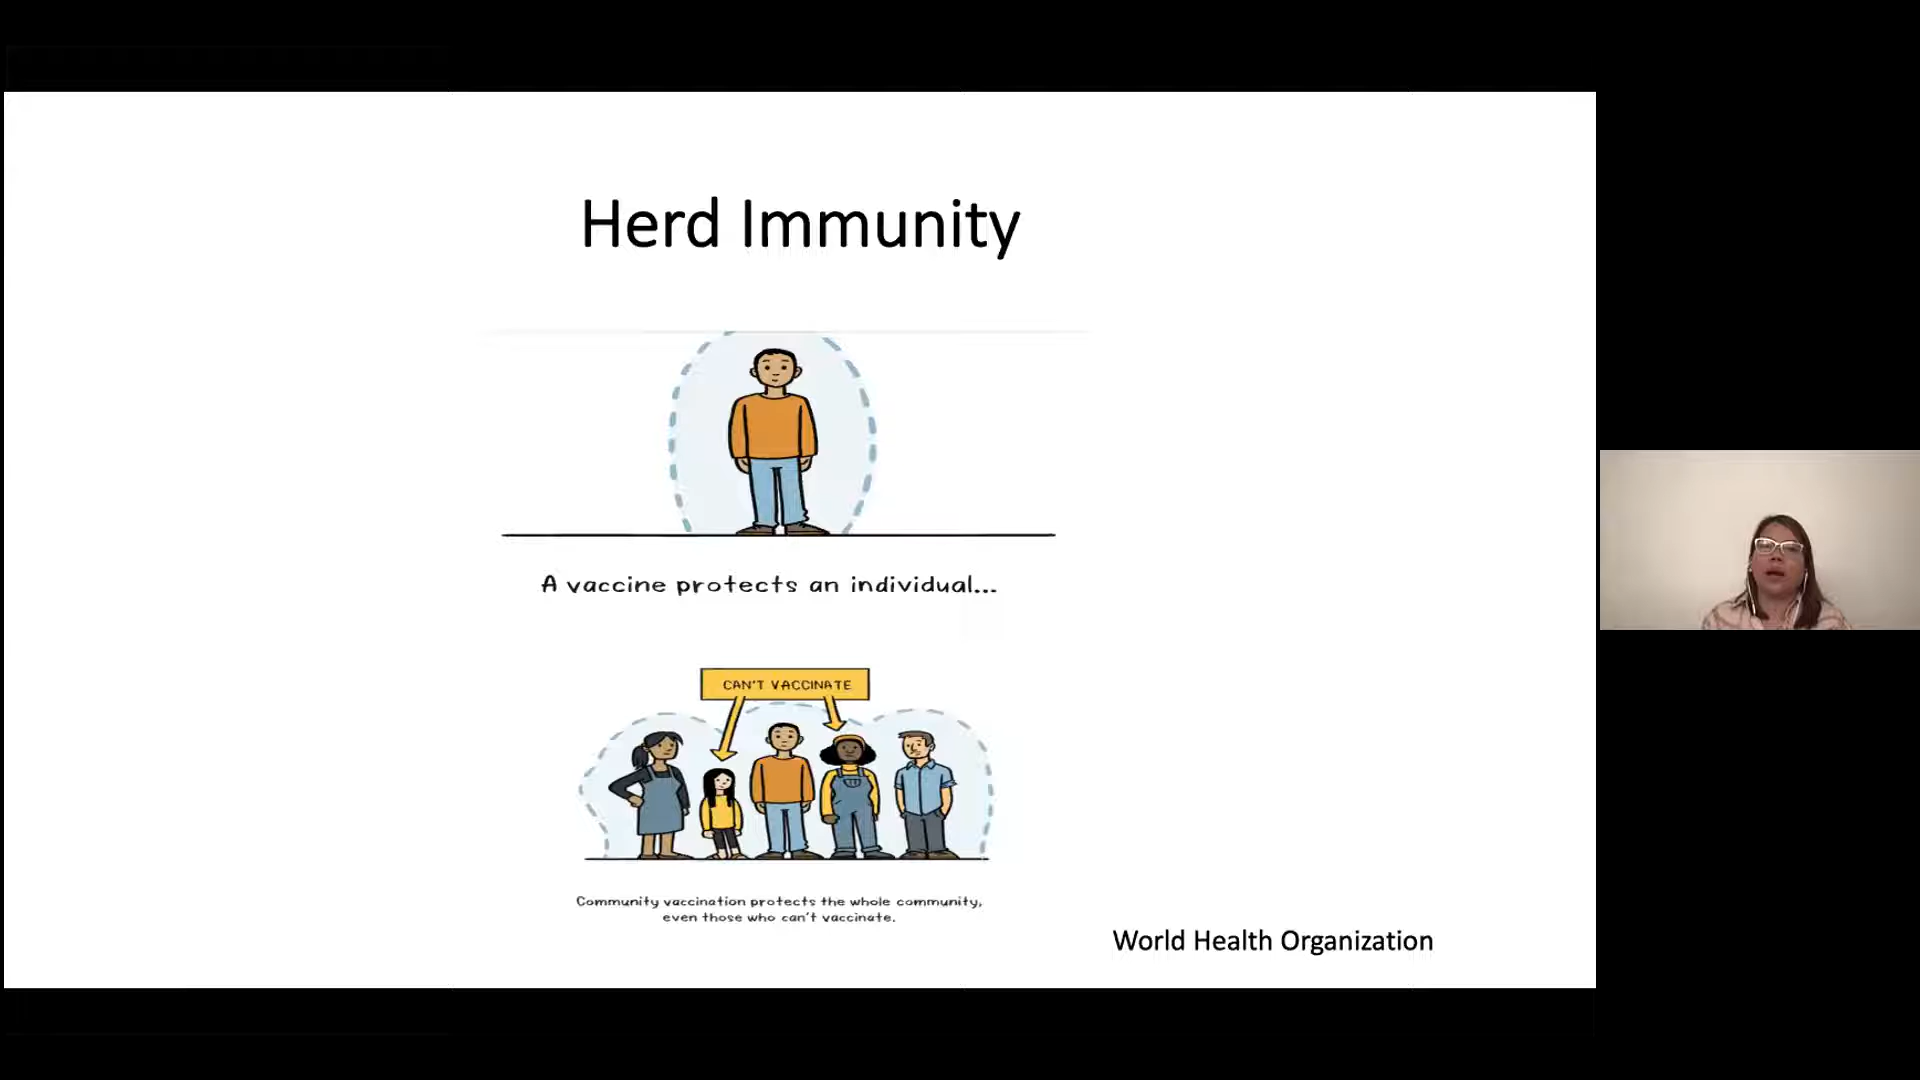 Herd Immunity
A vaccine protects an individual...
CAN'T VACCINATE
Community vaccination protects the whole community,
even those who can't vaccinate.
World Health Organization